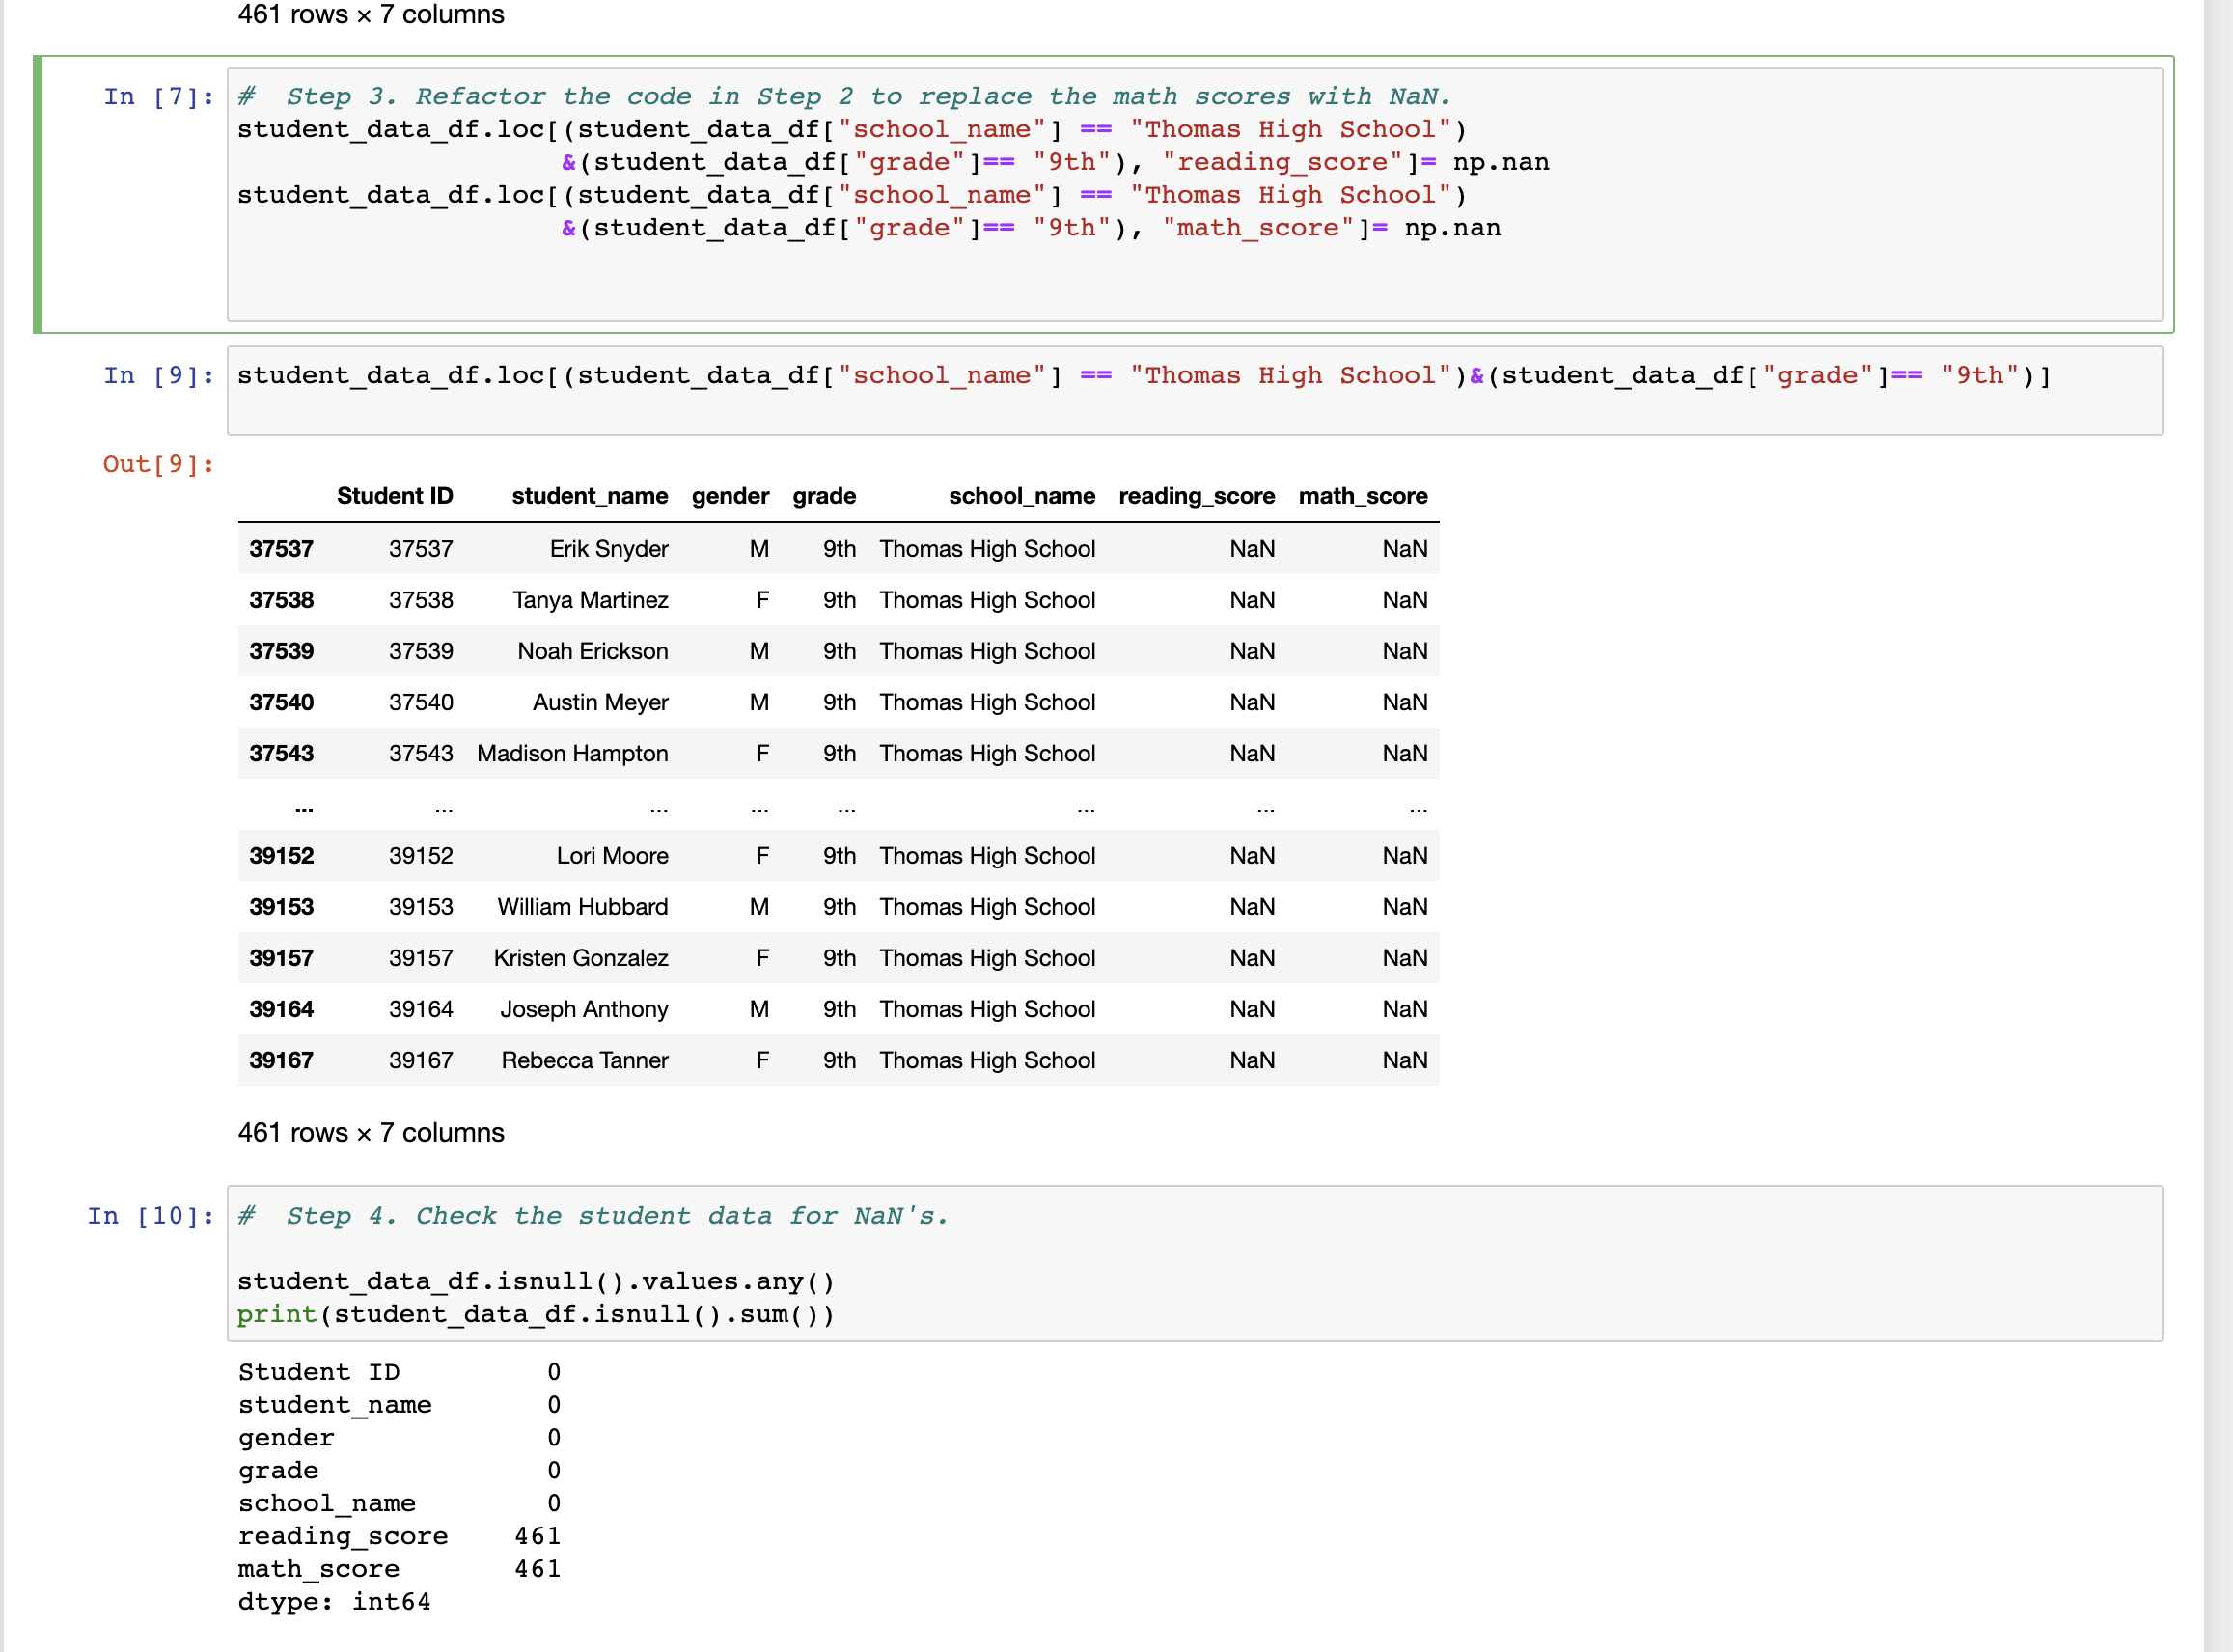 461 rows × 7 columns
In [7]:
#  Step 3. Refactor the code in Step 2 to replace the math scores with NaN.
student_data_df.loc[(student_data_df["school_name"] == "Thomas High School")
                    &(student_data_df["grade"]== "9th"), "reading_score"]= np.nan
student_data_df.loc[(student_data_df["school_name"] == "Thomas High School")
                    &(student_data_df["grade"]== "9th"), "math_score"]= np.nan
In [9]:
student_data_df.loc[(student_data_df["school_name"] == "Thomas High School")&(student_data_df["grade"]== "9th")]
Out[9]:
Student ID student_name gender grade school_name reading_score math_score
37537 37537 Erik Snyder M 9th Thomas High School NaN NaN
37538 37538 Tanya Martinez F 9th Thomas High School NaN NaN
37539 37539 Noah Erickson M 9th Thomas High School NaN NaN
37540 37540 Austin Meyer M 9th Thomas High School NaN NaN
37543 37543 Madison Hampton F 9th Thomas High School NaN NaN
... ... ... ... ... ... ... ...
39152 39152 Lori Moore F 9th Thomas High School NaN NaN
39153 39153 William Hubbard M 9th Thomas High School NaN NaN
39157 39157 Kristen Gonzalez F 9th Thomas High School NaN NaN
39164 39164 Joseph Anthony M 9th Thomas High School NaN NaN
39167 39167 Rebecca Tanner F 9th Thomas High School NaN NaN
461 rows × 7 columns
In [10]:
#  Step 4. Check the student data for NaN's.
student_data_df.isnull().values.any()
print(student_data_df.isnull().sum())
Student ID         0
student_name       0
gender             0
grade              0
school_name        0
reading_score    461
math_score       461
dtype: int64